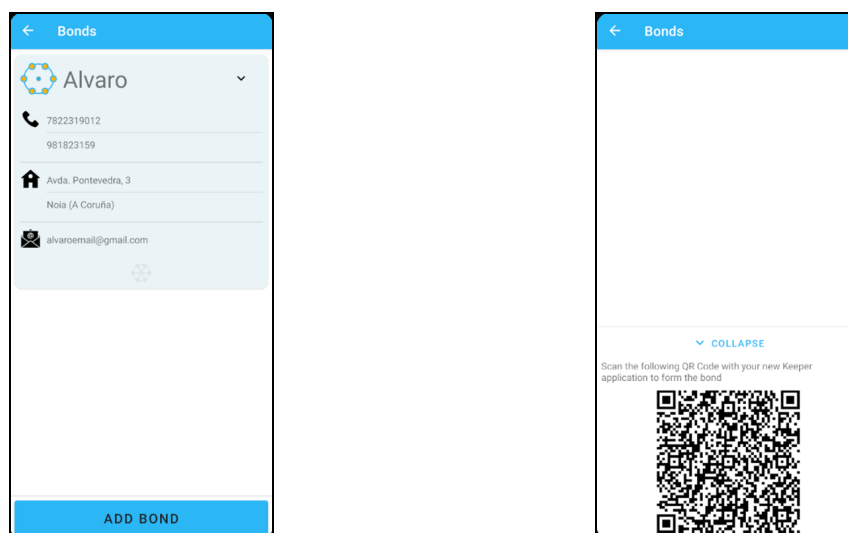 Bonds
Alvaro
7822319012
981823159
Avda. Pontevedra, 3
Noia (A Coruña)
alvaroemail@gmail.com
ADD BOND
Bonds
COLLAPSE
Scan the following QR Code with your new Keeper
application to form the bond